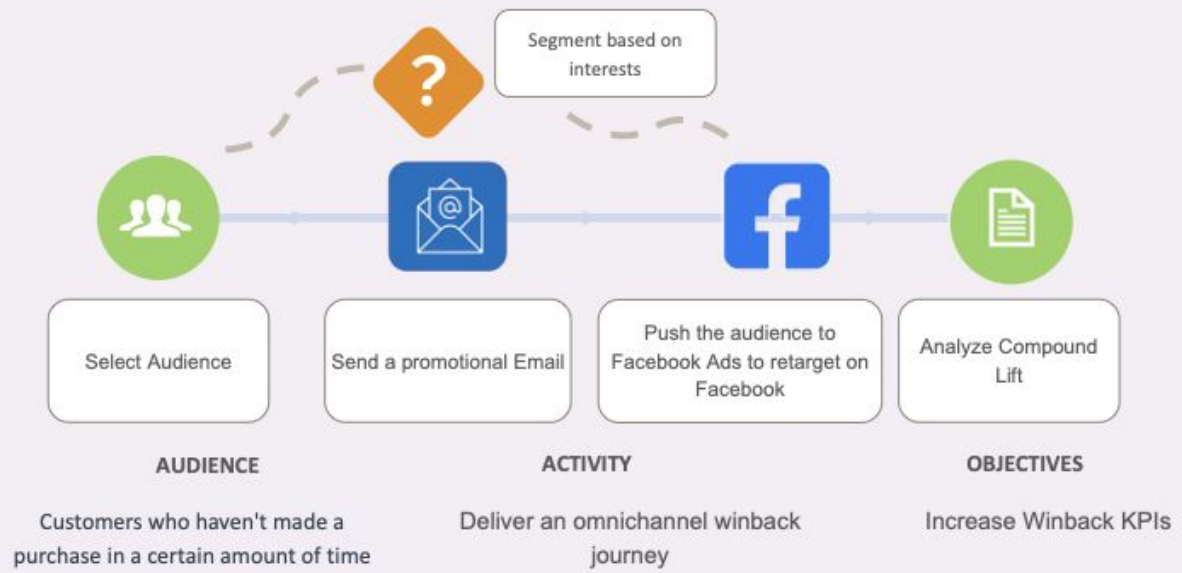 Segment based on
interests
?
@
f
Select Audience
Send a promotional Email
Push the audience to
Facebook Ads to retarget on
Facebook
Analyze Compound
Lift
AUDIENCE
ACTIVITY
OBJECTIVES
Customers who haven't made a
purchase in a certain amount of time
Deliver an omnichannel winback
journey
Increase Winback KPIs